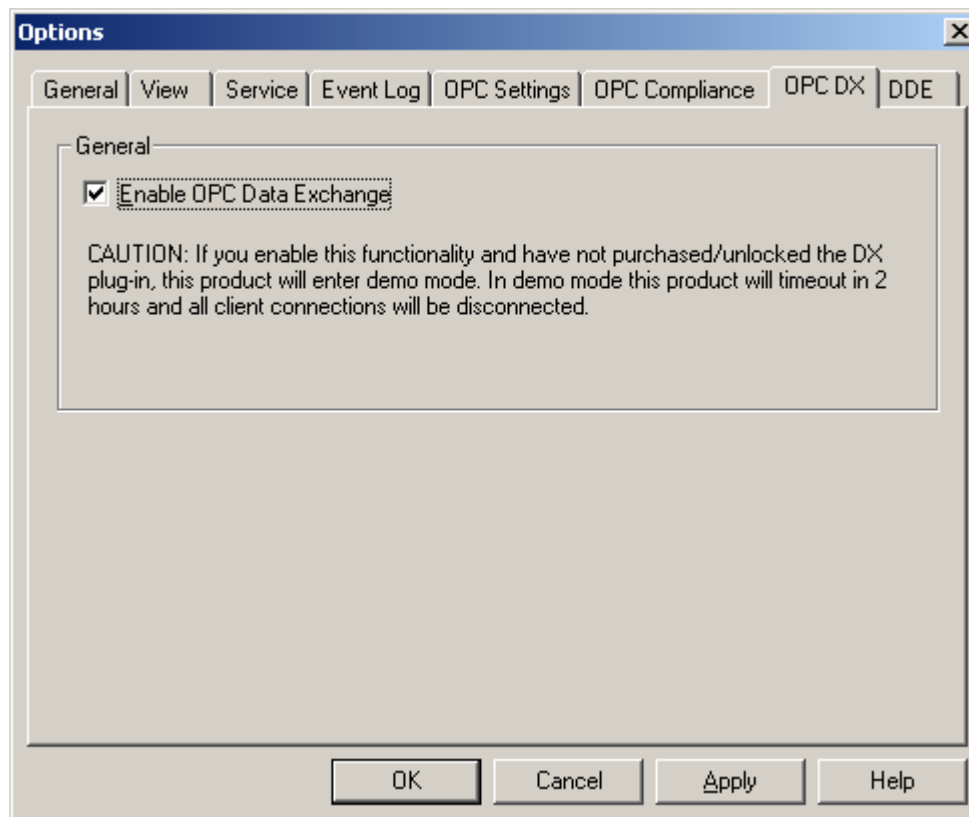 Options
General View Service Event Log OPC Settings OPC Compliance OPC DX DDE
General
Enable OPC Data Exchange
CAUTION: If you enable this functionality and have not purchased/unlocked the DX
plug-in, this product will enter demo mode. In demo mode this product will timeout in 2
hours and all client connections will be disconnected.
OK Cancel Apply Help